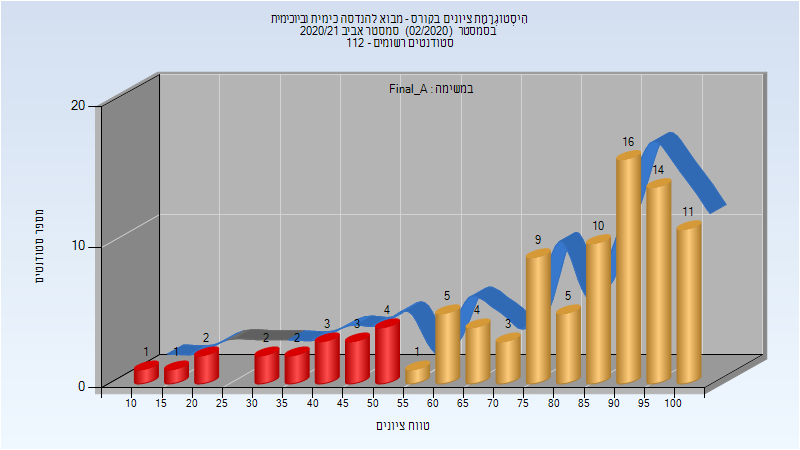 הִיסְטוֹגְרָמַת ציונים בקורס - מבוא להנדסה כימית וביוכימית
בסמסטר (02/2020) סמסטר אביב 2020/21
סטודנטים רשומים - 112
במשימה : Final_A
מספר סטודנטים
20
10
0
1 1 2 2 2 3 3 4 1 5 4 3 9 5 10 16 14 11
10 15 20 25 30 35 40 45 50 55 60 65 70 75 80 85 90 95 100
טווח ציונים